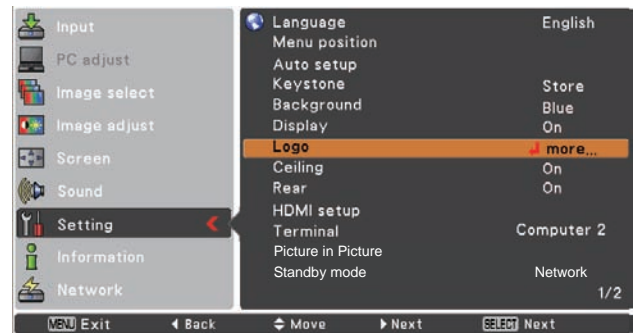 Input
PC adjust
Image select
Image adjust
Screen
Sound
Setting
Information
Network
Language English
Menu position
Auto setup
Keystone Store
Background Blue
Display On
Logo more...
Ceiling On
Rear On
HDMI setup
Terminal Computer 2
Picture in Picture
Standby mode Network
1/2
MENU Exit Back Move Next SELECT Next